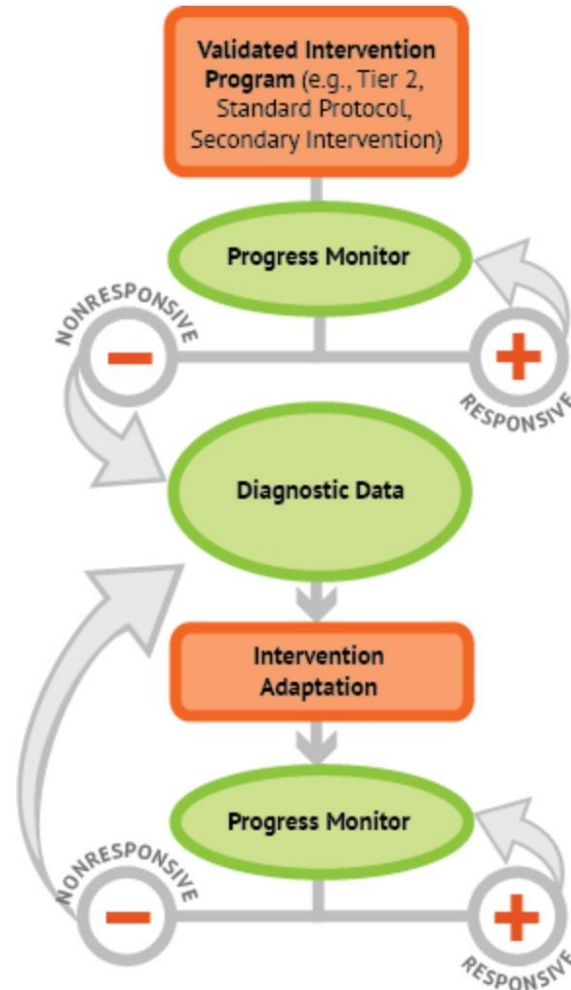 Validated Intervention
Program (e.g., Tier 2,
Standard Protocol,
Secondary Intervention)
Progress Monitor
NONRESPONSIVE
RESPONSIVE
Diagnostic Data
Intervention
Adaptation
Progress Monitor
NONRESPONSIVE
RESPONSIVE